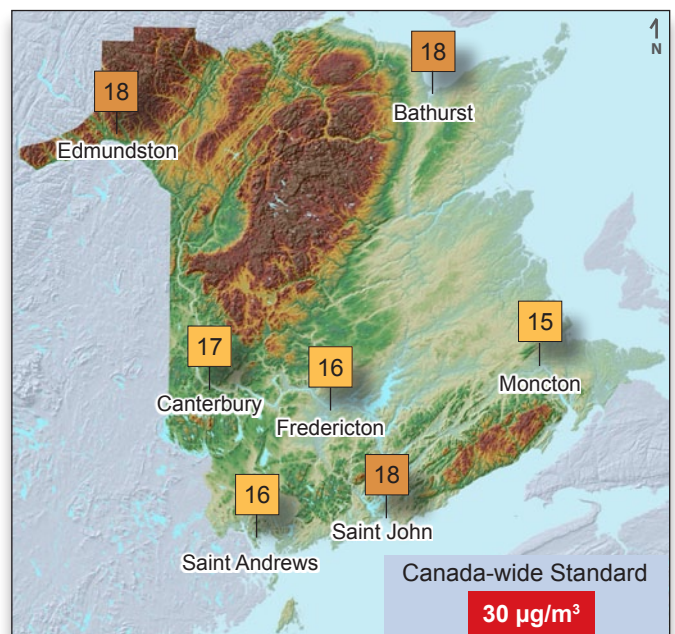 N
18
Edmundston
18
Bathurst
17
Canterbury
16
Fredericton
15
Moncton
16
Saint Andrews
18
Saint John
Canada-wide Standard
30 µg/m³